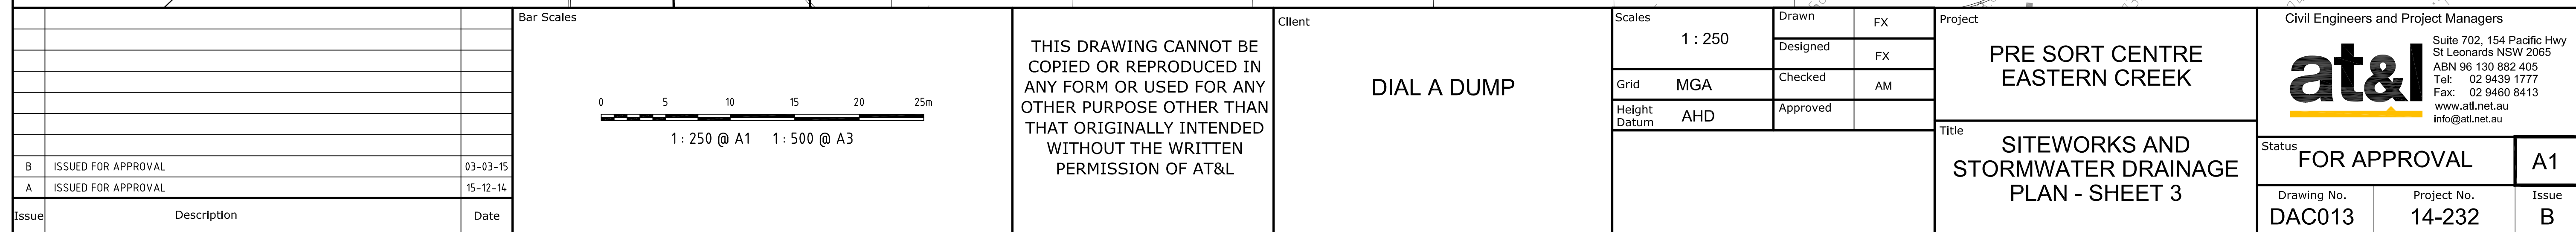 B ISSUED FOR APPROVAL 03-03-15
A ISSUED FOR APPROVAL 15-12-14
Issue Description Date
Bar Scales
0 5 10 15 20 25m
1 : 250 @ A1 1 : 500 @ A3
THIS DRAWING CANNOT BE
COPIED OR REPRODUCED IN
ANY FORM OR USED FOR ANY
OTHER PURPOSE OTHER THAN
THAT ORIGINALLY INTENDED
WITHOUT THE WRITTEN
PERMISSION OF AT&L
Client
DIAL A DUMP
Scales
1 : 250
Grid MGA
Height
Datum AHD
Drawn FX
Designed FX
Checked AM
Approved
Project
PRE SORT CENTRE
EASTERN CREEK
Title
SITEWORKS AND
STORMWATER DRAINAGE
PLAN - SHEET 3
Civil Engineers and Project Managers
at&l
Suite 702, 154 Pacific Hwy
St Leonards NSW 2065
ABN 96 130 882 405
Tel: 02 9439 1777
Fax: 02 9460 8413
www.atl.net.au
info@atl.net.au
Status FOR APPROVAL A1
Drawing No. Project No. Issue
DAC013 14-232 B